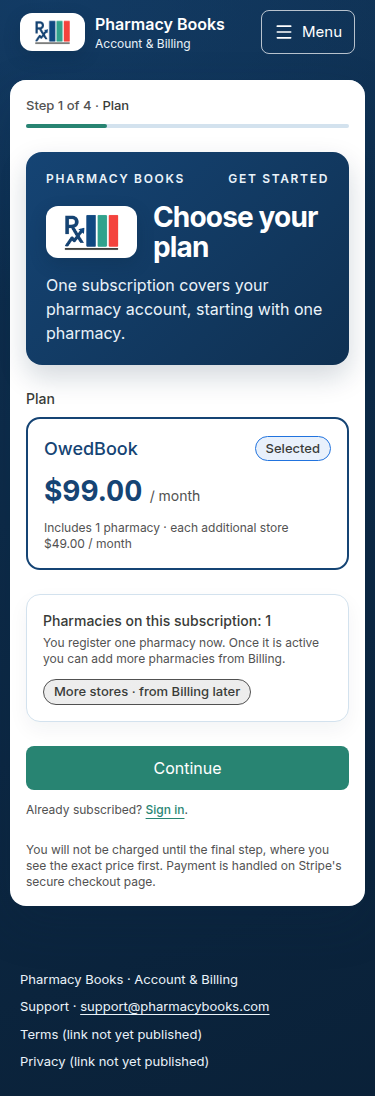 Rx
Pharmacy Books
Account & Billing
Menu
Step 1 of 4 · Plan
PHARMACY BOOKS
GET STARTED
Rx
Choose your
plan
One subscription covers your
pharmacy account, starting with one
pharmacy.
Plan
OwedBook
Selected
$99.00 / month
Includes 1 pharmacy · each additional store
$49.00 / month
Pharmacies on this subscription: 1
You register one pharmacy now. Once it is active
you can add more pharmacies from Billing.
More stores · from Billing later
Continue
Already subscribed? Sign in.
You will not be charged until the final step, where you
see the exact price first. Payment is handled on Stripe's
secure checkout page.
Pharmacy Books · Account & Billing
Support · support@pharmacybooks.com
Terms (link not yet published)
Privacy (link not yet published)